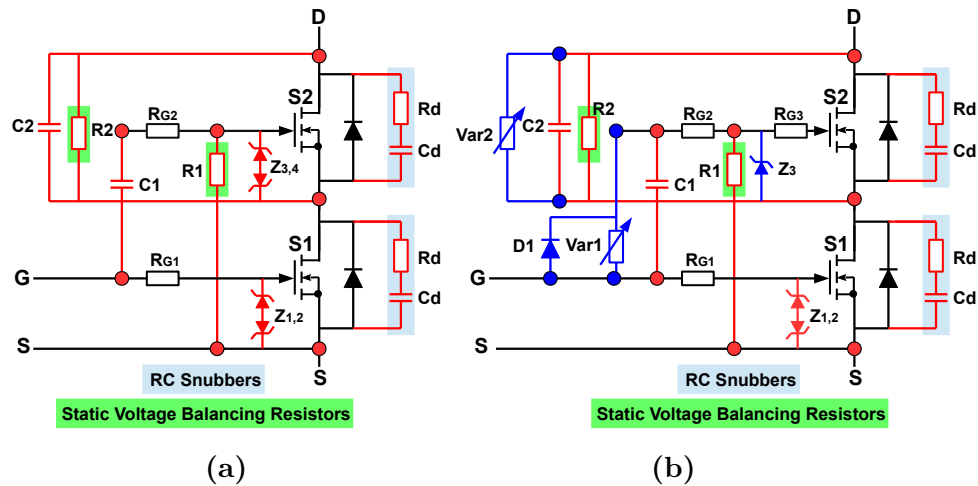 D
S2
Rd
Cd
C2
R2
RG2
R1
C1
Z3,4
S1
Rd
Cd
G
RG1
Z1,2
S
S
RC Snubbers
Static Voltage Balancing Resistors
(a)
D
S2
Rd
Cd
Var2
C2
R2
RG2
RG3
R1
C1
Z3
S1
Rd
Cd
D1
Var1
G
RG1
Z1,2
S
S
RC Snubbers
Static Voltage Balancing Resistors
(b)